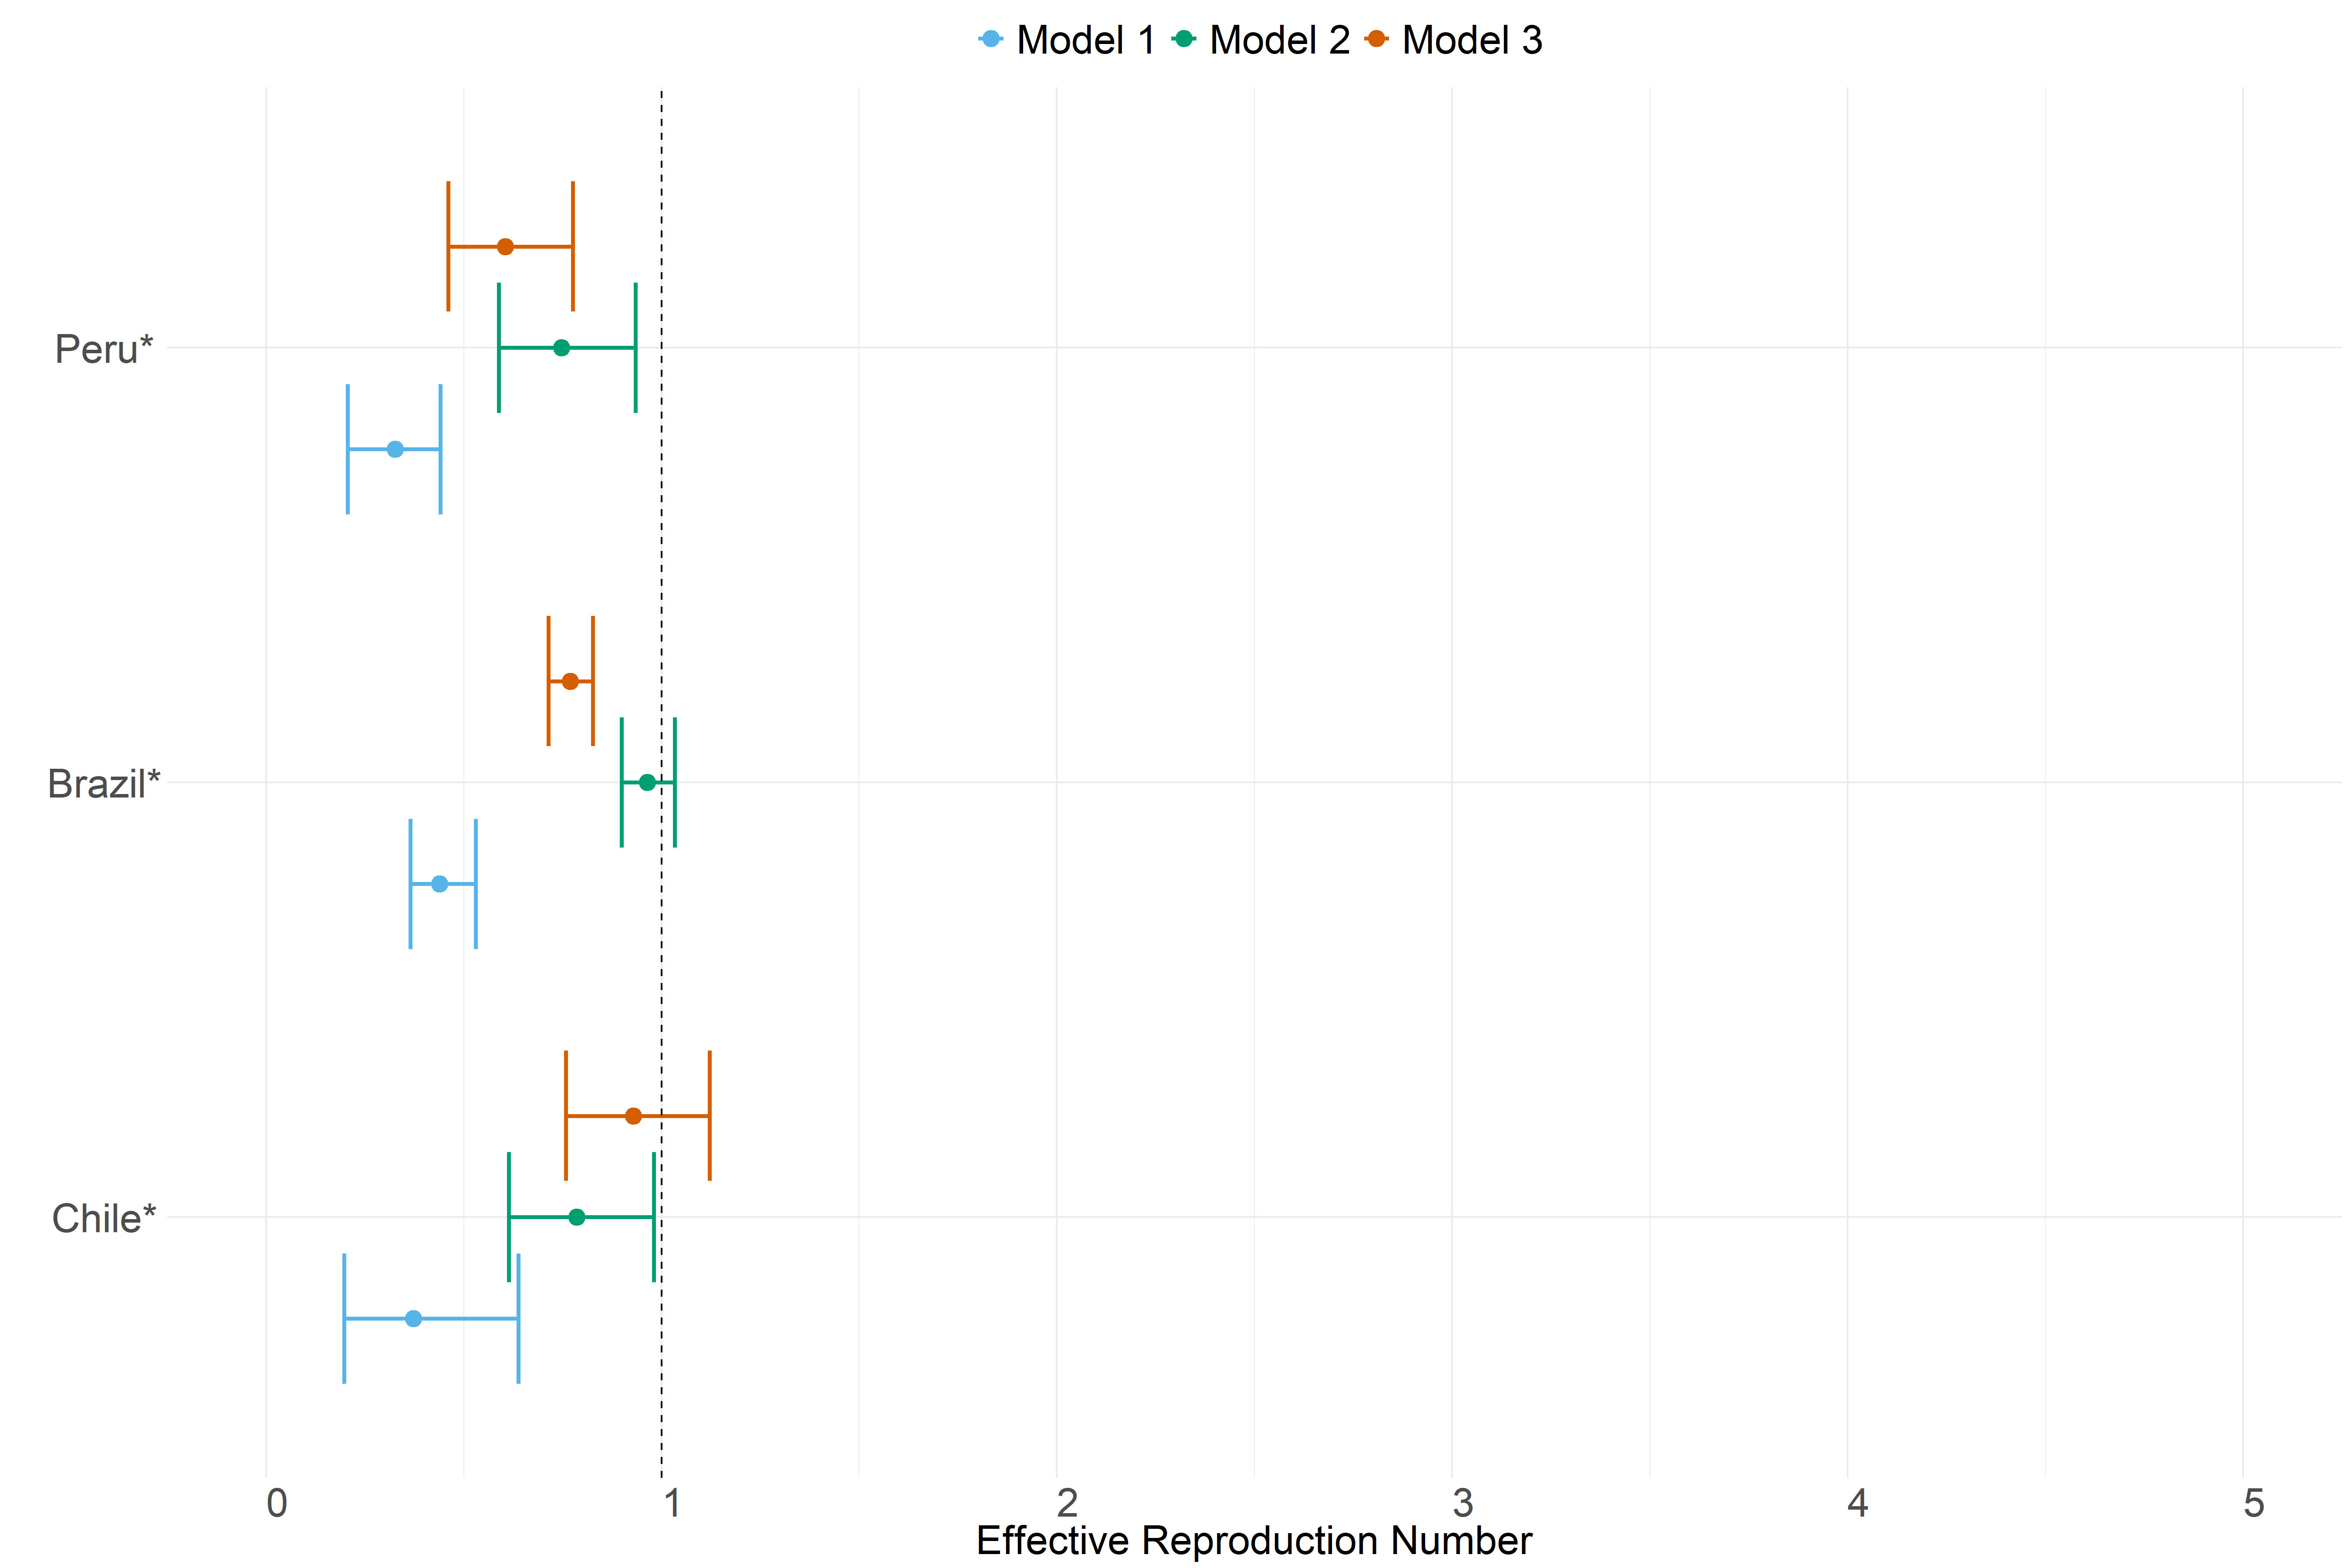 Model 1 Model 2 Model 3
Peru*
Brazil*
Chile*
0 1 2 3 4 5
Effective Reproduction Number